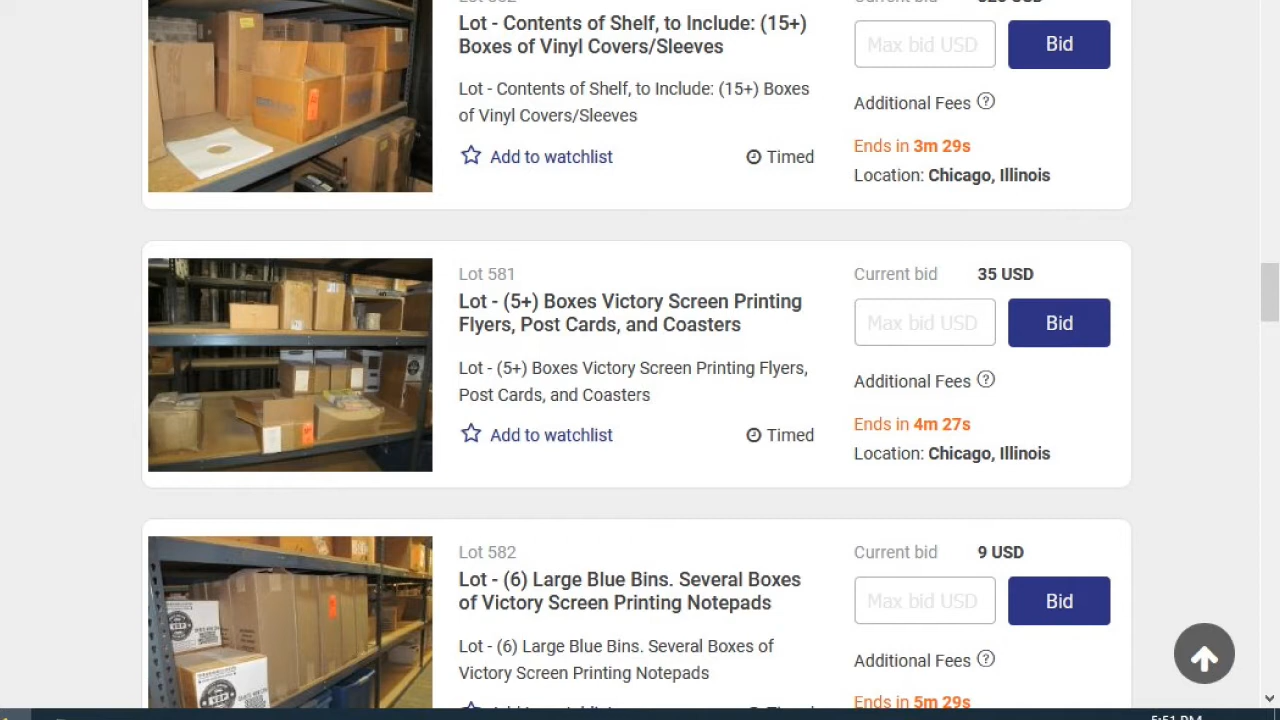 Lot - Contents of Shelf, to Include: (15+)
Boxes of Vinyl Covers/Sleeves
Lot - Contents of Shelf, to Include: (15+) Boxes
of Vinyl Covers/Sleeves
Add to watchlist
Timed
Current bid
Max bid USD
Bid
Additional Fees ?
Ends in 3m 29s
Location: Chicago, Illinois
Lot 581
Lot - (5+) Boxes Victory Screen Printing
Flyers, Post Cards, and Coasters
Lot - (5+) Boxes Victory Screen Printing Flyers,
Post Cards, and Coasters
Add to watchlist
Timed
Current bid 35 USD
Max bid USD
Bid
Additional Fees ?
Ends in 4m 27s
Location: Chicago, Illinois
Lot 582
Lot - (6) Large Blue Bins. Several Boxes
of Victory Screen Printing Notepads
Lot - (6) Large Blue Bins. Several Boxes of
Victory Screen Printing Notepads
Current bid 9 USD
Max bid USD
Bid
Additional Fees ?
Ends in 5m 29s
5:51 PM